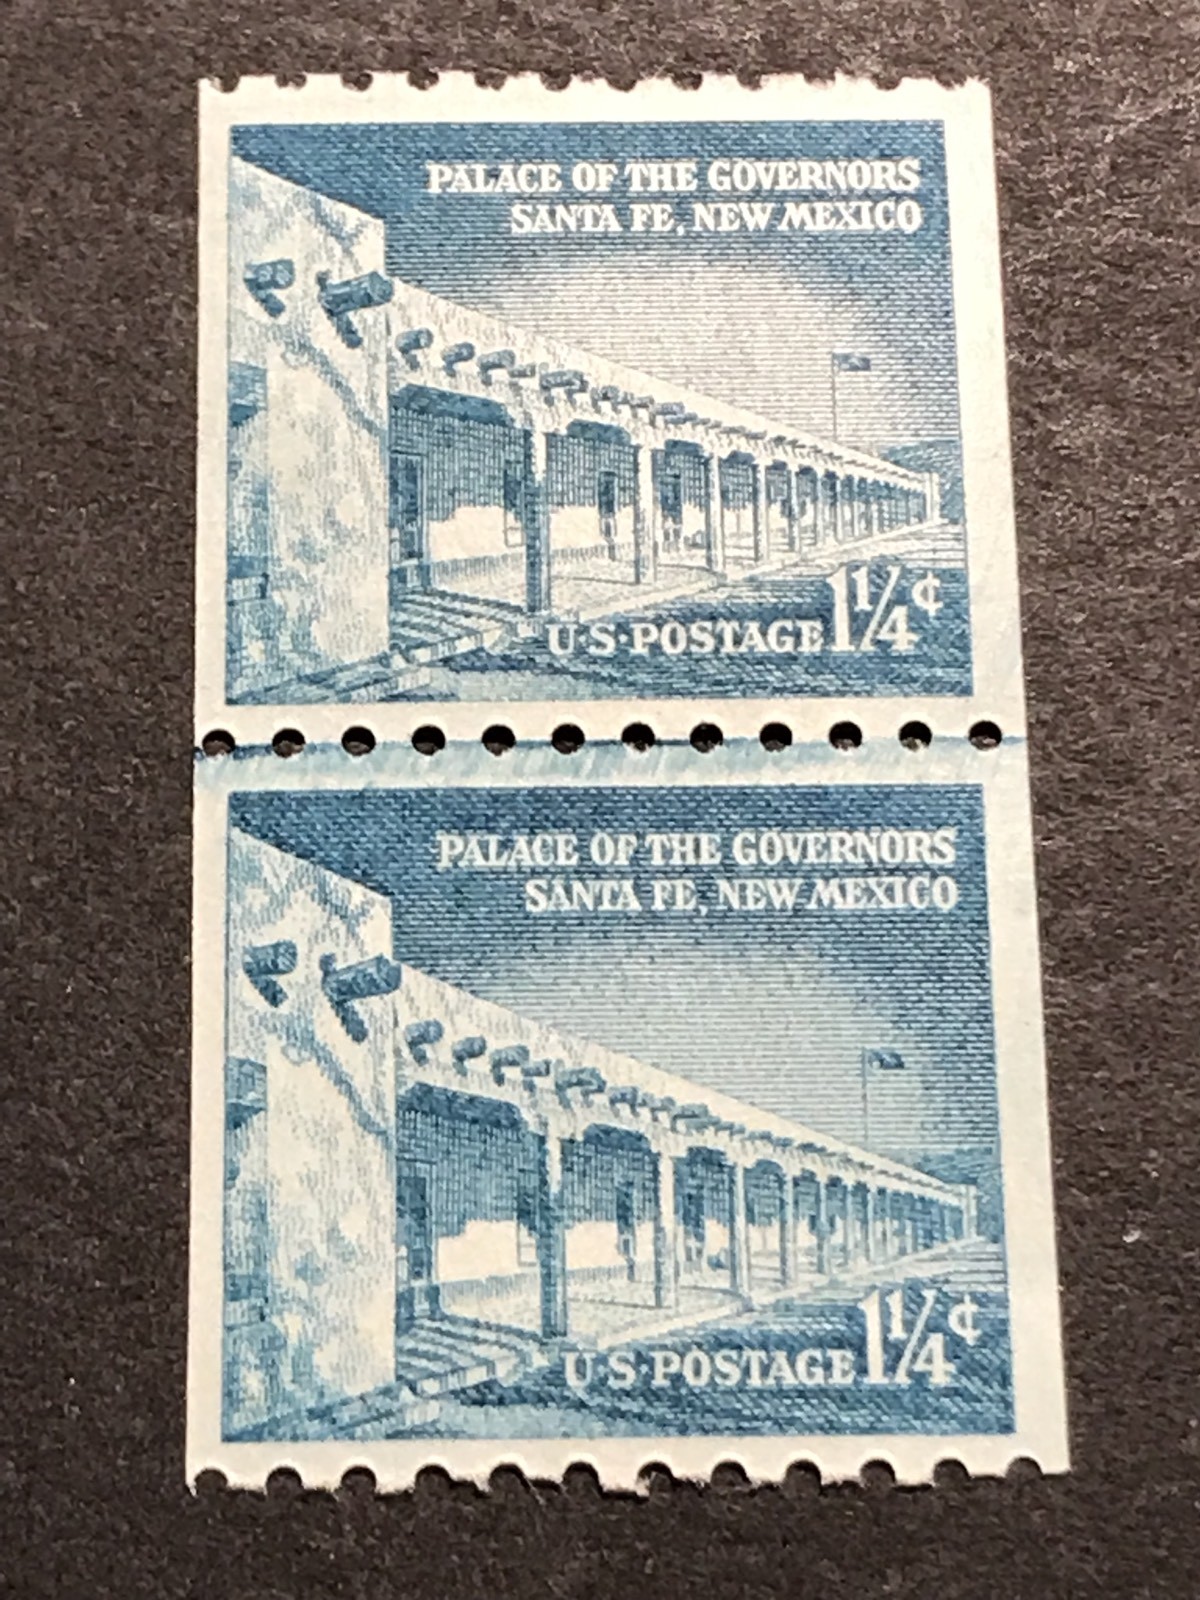 PALACE OF THE GOVERNORS
SANTA FE, NEW MEXICO
U·S·POSTAGE 1¼¢
PALACE OF THE GOVERNORS
SANTA FE, NEW MEXICO
U·S·POSTAGE 1¼¢